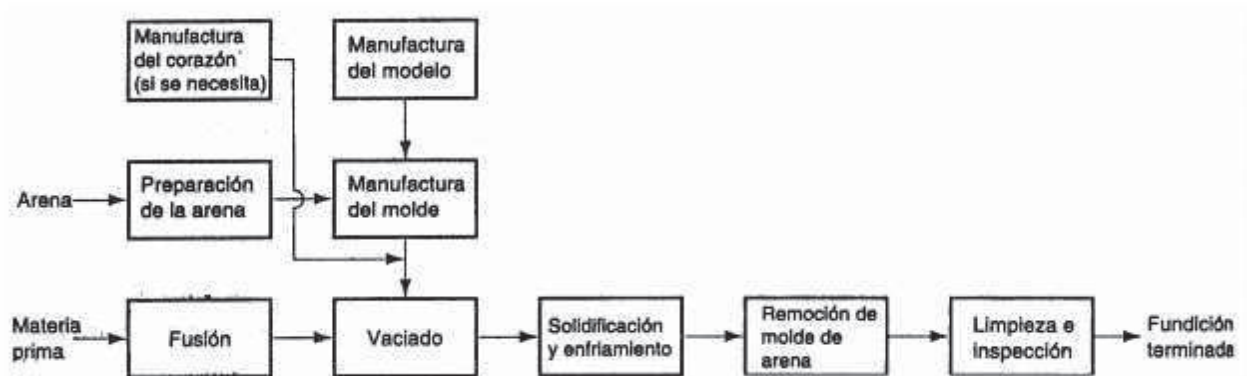 Manufactura
del corazón
(si se necesita)
Manufactura
del modelo
Arena
Preparación
de la arena
Manufactura
del molde
Materia
prima
Fusión
Vaciado
Solidificación
y enfriamiento
Remoción de
molde de
arena
Limpieza e
inspección
Fundición
terminada